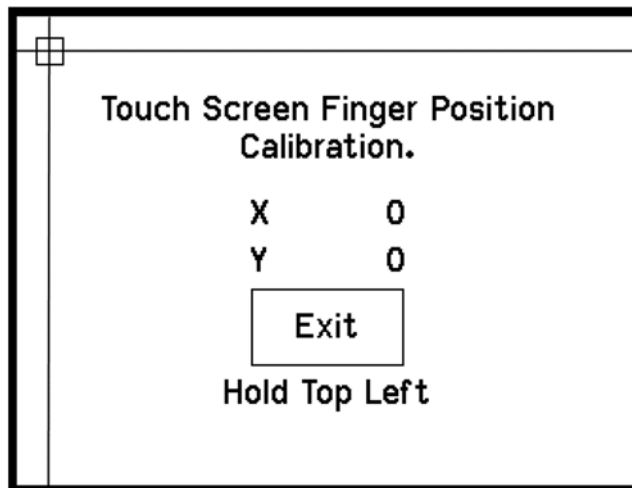 Touch Screen Finger Position
Calibration.
X 0
Y 0
Exit
Hold Top Left